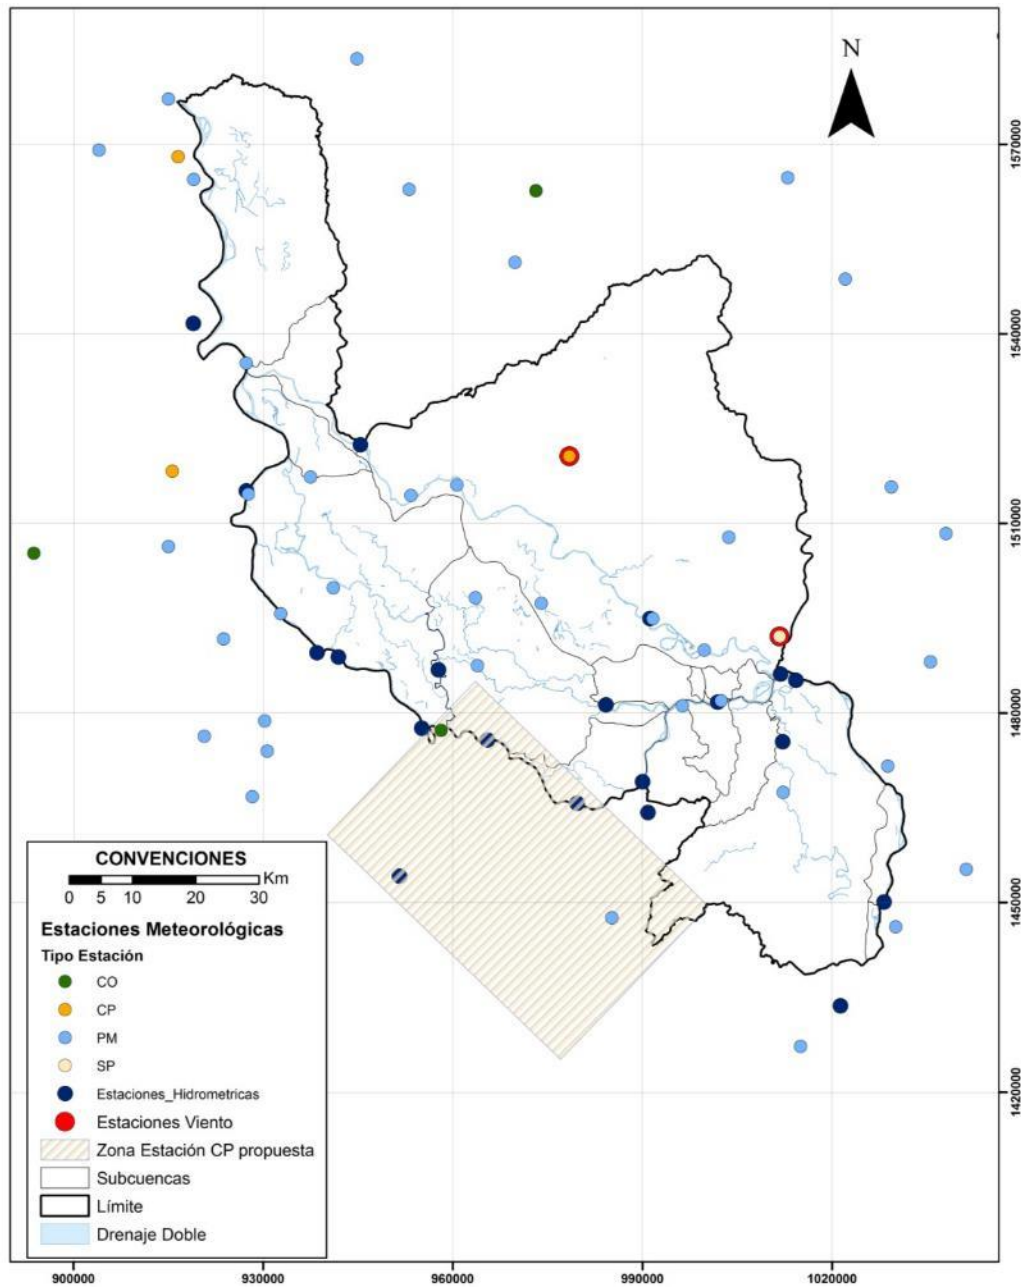 N
1570000
1540000
1510000
1480000
1450000
1420000
CONVENCIONES
Km
0 5 10 20 30
Estaciones Meteorológicas
Tipo Estación
CO
CP
PM
SP
Estaciones_Hidrometricas
Estaciones Viento
Zona Estación CP propuesta
Subcuencas
Límite
Drenaje Doble
900000 930000 960000 990000 1020000